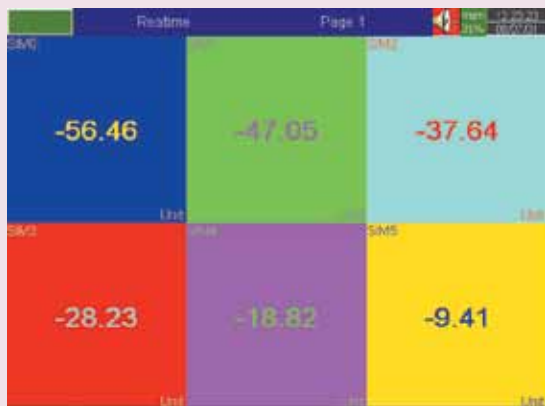 Realtime Page 1
SIM0
SIM2
-56.46
-47.05
-37.64
Unit
Unit
SIM3
SIM4
SIM5
-28.23
-18.82
-9.41
Unit
Unit